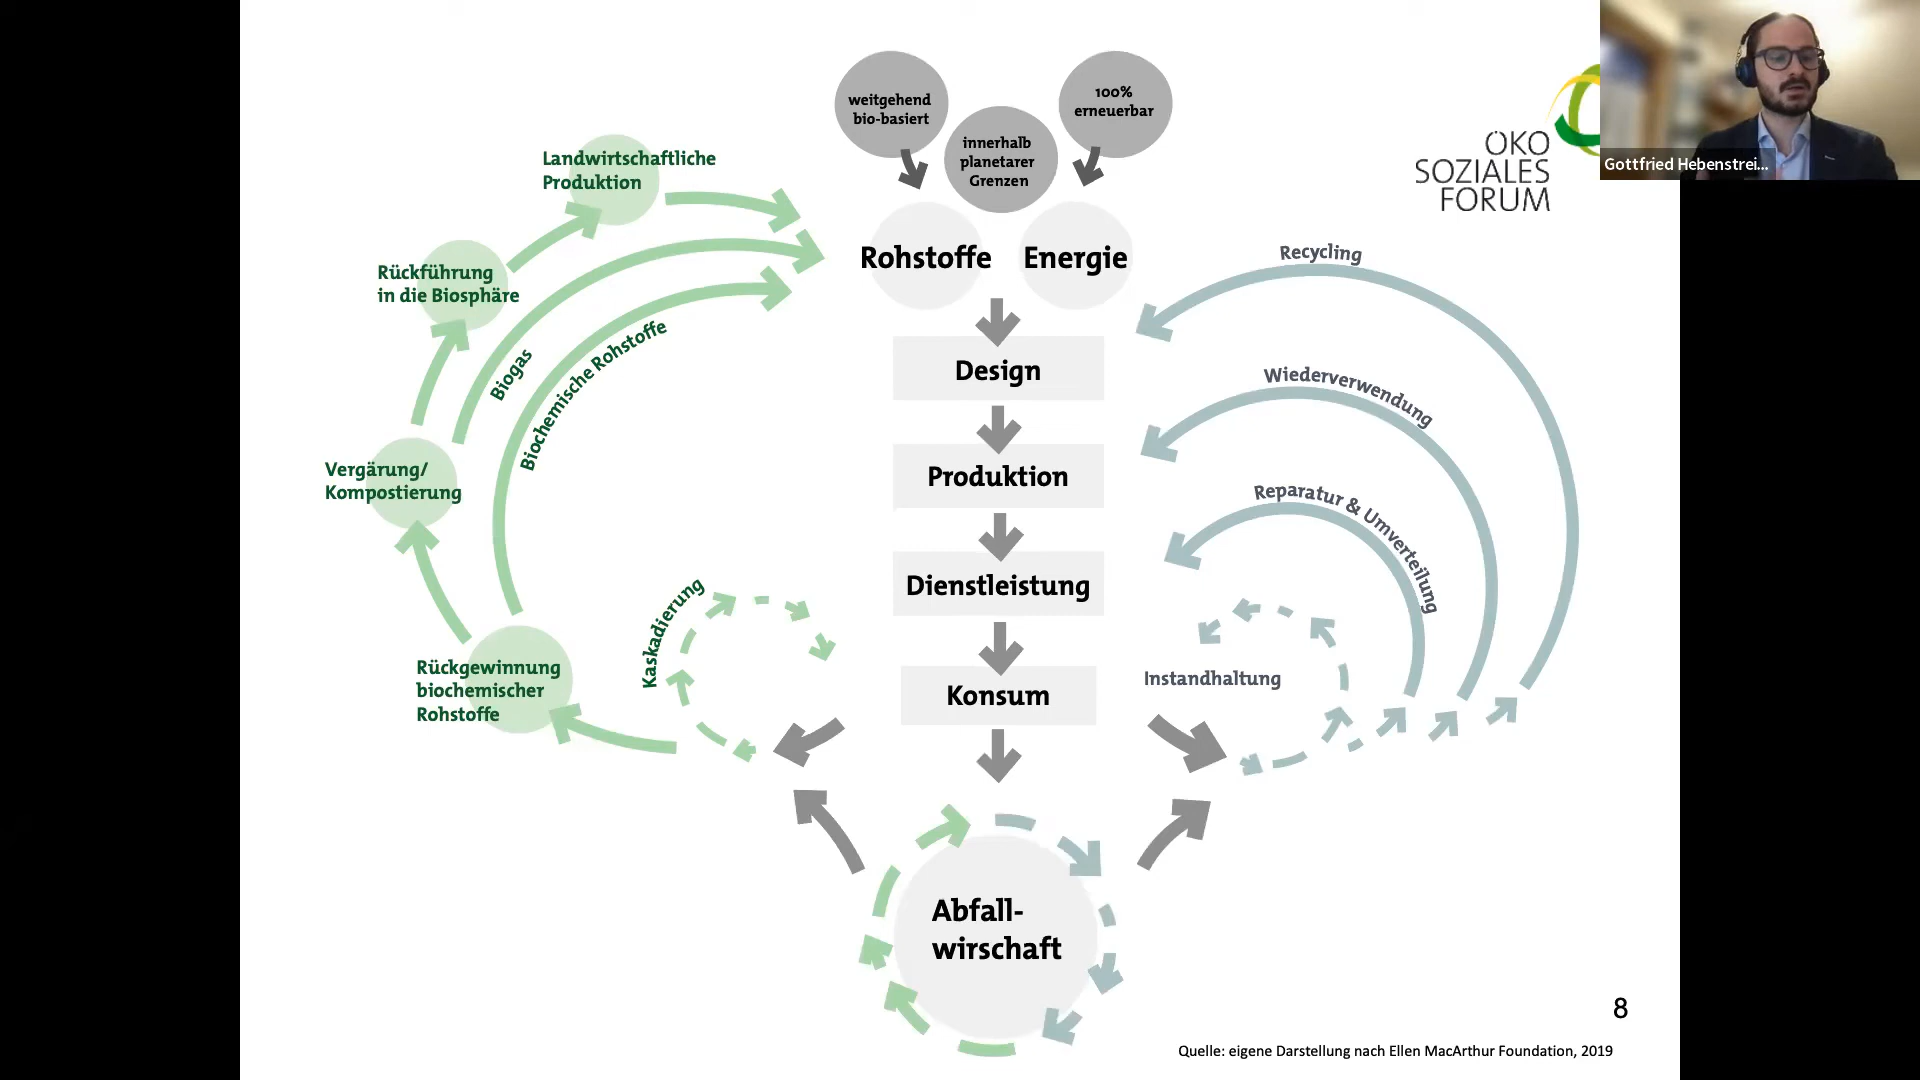 weitgehend
bio-basiert
100%
erneuerbar
innerhalb
planetarer
Grenzen
ÖKO
SOZIALES
FORUM
Gottfried Hebenstrei...
Landwirtschaftliche
Produktion
Rohstoffe
Energie
Recycling
Rückführung
in die Biosphäre
Biogas
Biochemische Rohstoffe
Design
Wiederverwendung
Vergärung/
Kompostierung
Produktion
Reparatur & Umverteilung
Dienstleistung
Kaskadierung
Rückgewinnung
biochemischer
Rohstoffe
Konsum
Instandhaltung
Abfall-
wirschaft
8
Quelle: eigene Darstellung nach Ellen MacArthur Foundation, 2019